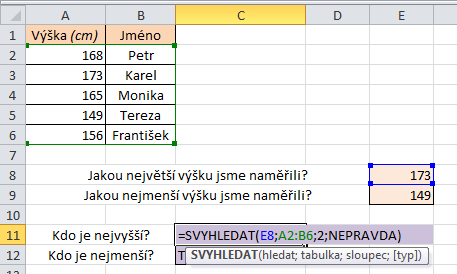 A B C D E
1 Výška (cm) Jméno
2 168 Petr
3 173 Karel
4 165 Monika
5 149 Tereza
6 156 František
7
8 Jakou největší výšku jsme naměřili? 173
9 Jakou nejmenší výšku jsme naměřili? 149
10
11 Kdo je nejvyšší? =SVYHLEDAT(E8;A2:B6;2;NEPRAVDA)
12 Kdo je nejmenší? T SVYHLEDAT(hledat; tabulka; sloupec; [typ])